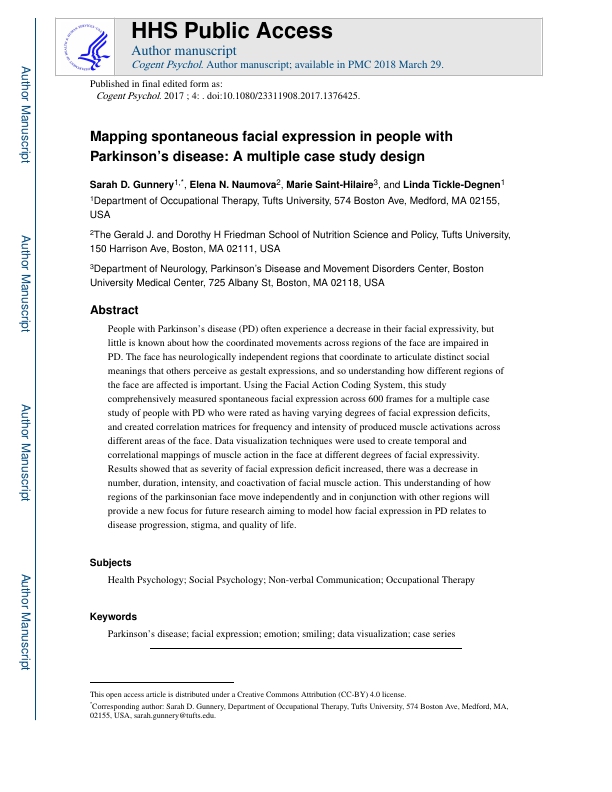 HHS Public Access
Author manuscript
Cogent Psychol. Author manuscript; available in PMC 2018 March 29.
Published in final edited form as:
Cogent Psychol. 2017 ; 4: . doi:10.1080/23311908.2017.1376425.
Mapping spontaneous facial expression in people with
Parkinson’s disease: A multiple case study design
Sarah D. Gunnery1,*, Elena N. Naumova2, Marie Saint-Hilaire3, and Linda Tickle-Degnen1
1Department of Occupational Therapy, Tufts University, 574 Boston Ave, Medford, MA 02155,
USA
2The Gerald J. and Dorothy H Friedman School of Nutrition Science and Policy, Tufts University,
150 Harrison Ave, Boston, MA 02111, USA
3Department of Neurology, Parkinson’s Disease and Movement Disorders Center, Boston
University Medical Center, 725 Albany St, Boston, MA 02118, USA
Abstract
People with Parkinson’s disease (PD) often experience a decrease in their facial expressivity, but
little is known about how the coordinated movements across regions of the face are impaired in
PD. The face has neurologically independent regions that coordinate to articulate distinct social
meanings that others perceive as gestalt expressions, and so understanding how different regions of
the face are affected is important. Using the Facial Action Coding System, this study
comprehensively measured spontaneous facial expression across 600 frames for a multiple case
study of people with PD who were rated as having varying degrees of facial expression deficits,
and created correlation matrices for frequency and intensity of produced muscle activations across
different areas of the face. Data visualization techniques were used to create temporal and
correlational mappings of muscle action in the face at different degrees of facial expressivity.
Results showed that as severity of facial expression deficit increased, there was a decrease in
number, duration, intensity, and coactivation of facial muscle action. This understanding of how
regions of the parkinsonian face move independently and in conjunction with other regions will
provide a new focus for future research aiming to model how facial expression in PD relates to
disease progression, stigma, and quality of life.
Subjects
Health Psychology; Social Psychology; Non-verbal Communication; Occupational Therapy
Keywords
Parkinson’s disease; facial expression; emotion; smiling; data visualization; case series
This open access article is distributed under a Creative Commons Attribution (CC-BY) 4.0 license.
*Corresponding author: Sarah D. Gunnery, Department of Occupational Therapy, Tufts University, 574 Boston Ave, Medford, MA,
02155, USA, sarah.gunnery@tufts.edu.
Author Manuscript
Author Manuscript
Author Manuscript
Author Manuscript